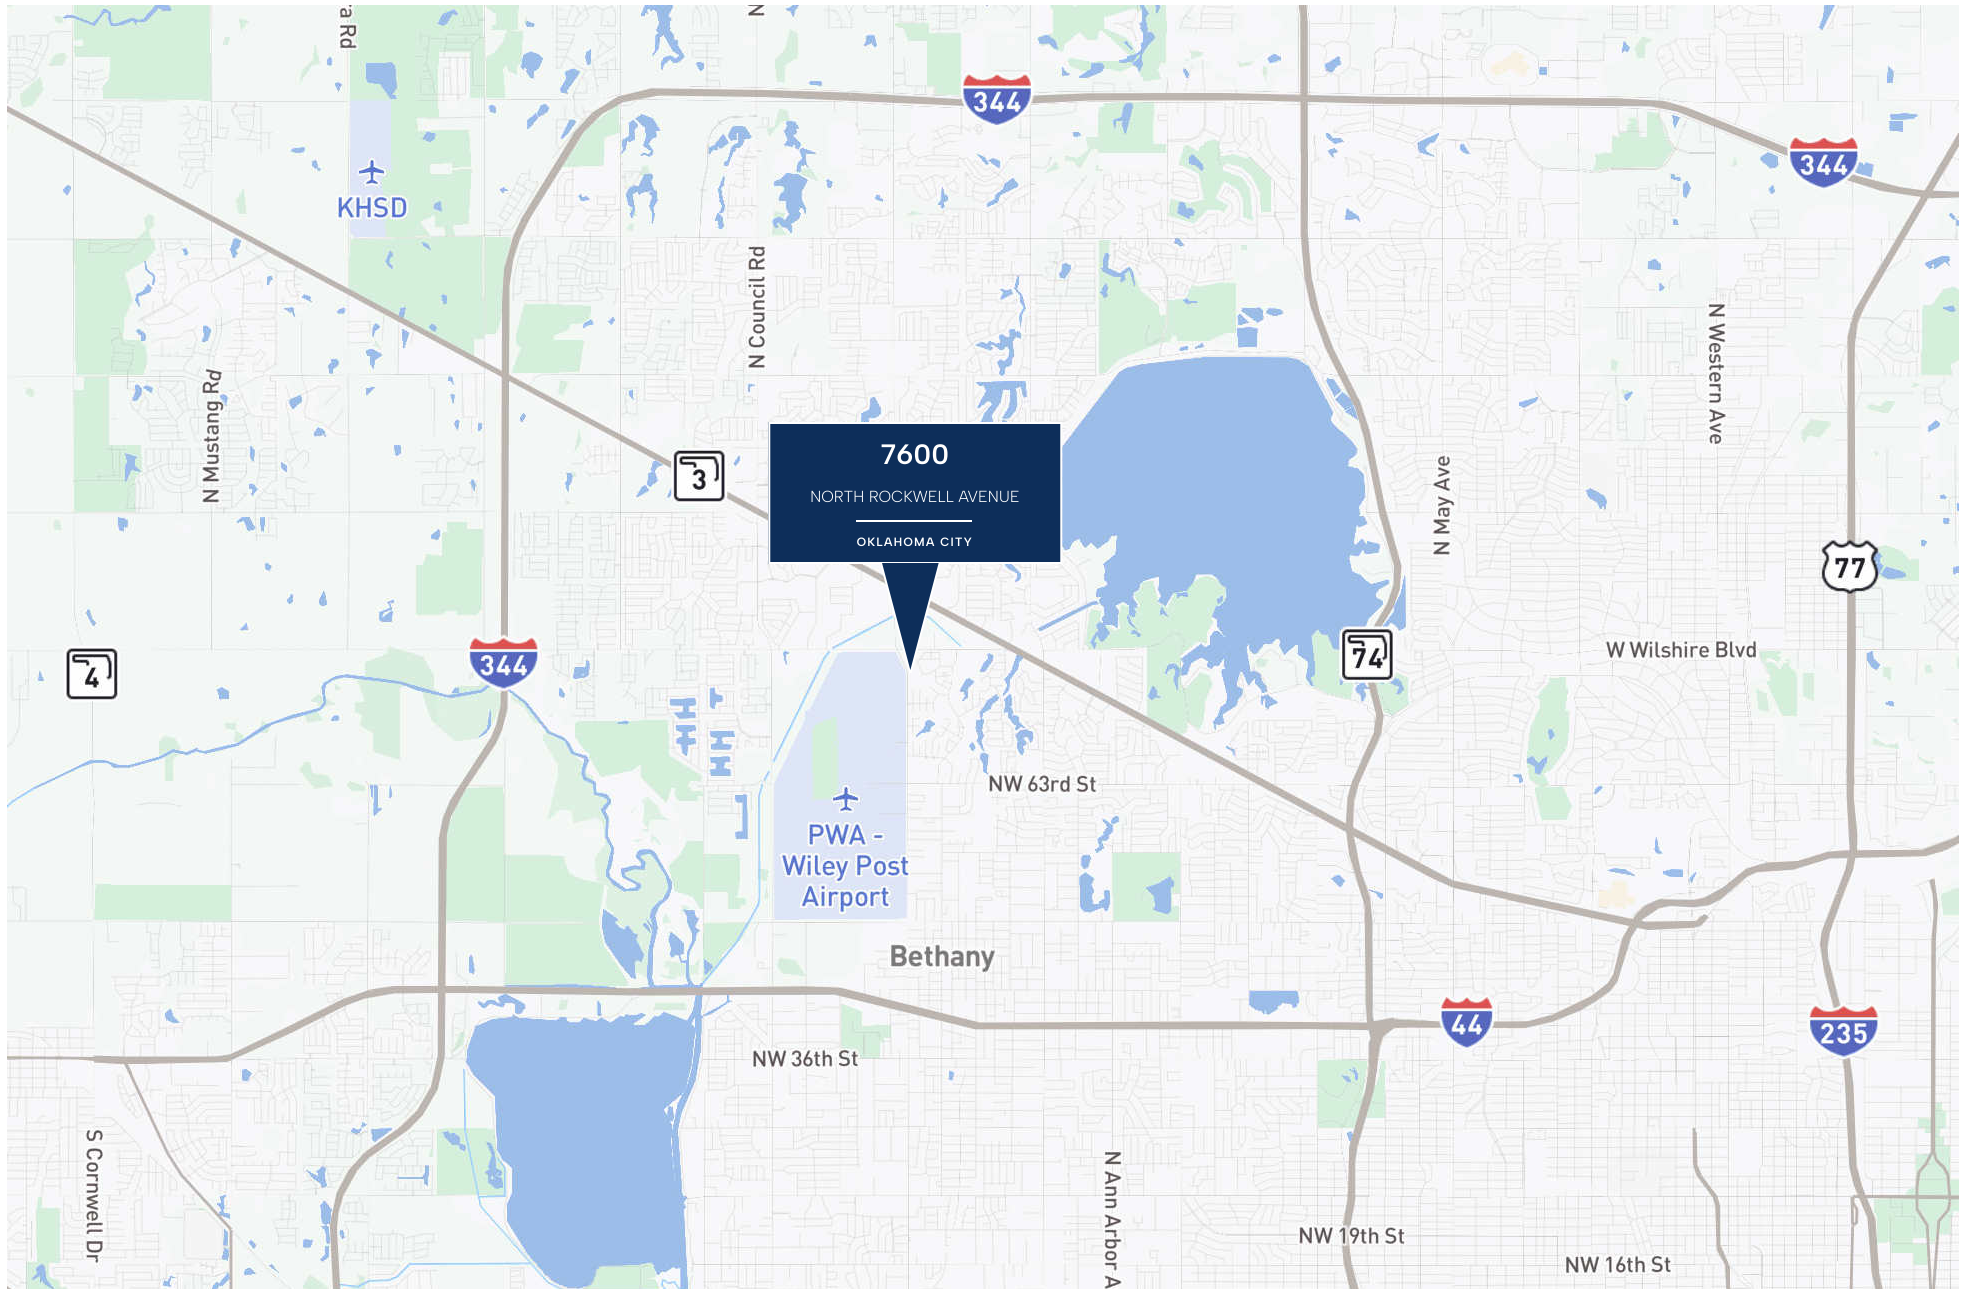 a Rd
N
344
344
KHSD
N Council Rd
N Western Ave
N Mustang Rd
3
7600
NORTH ROCKWELL AVENUE
OKLAHOMA CITY
N May Ave
77
4
344
74
W Wilshire Blvd
NW 63rd St
PWA -
Wiley Post
Airport
Bethany
44
235
NW 36th St
S Cornwell Dr
N Ann Arbor A
NW 19th St
NW 16th St